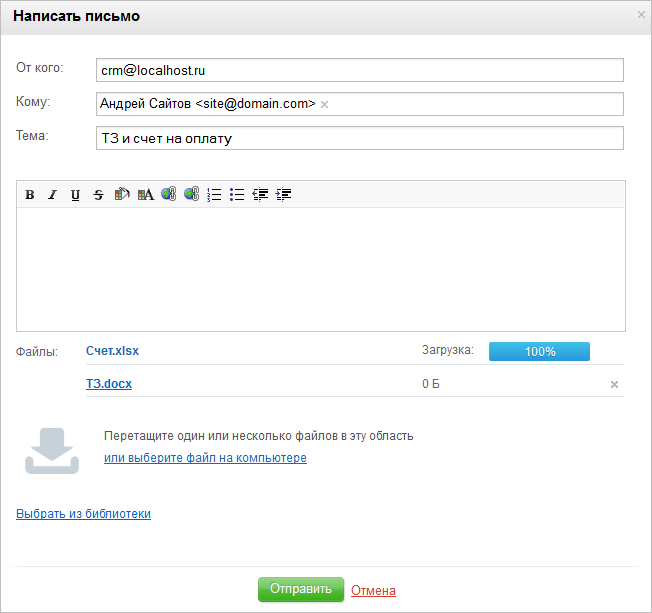 Написать письмо
От кого: crm@localhost.ru
Кому: Андрей Сайтов <site@domain.com>
Тема: ТЗ и счет на оплату
B I U S A
Файлы: Счет.xlsx Загрузка: 100%
ТЗ.docx 0 Б
Перетащите один или несколько файлов в эту область
или выберите файл на компьютере
Выбрать из библиотеки
Отправить Отмена